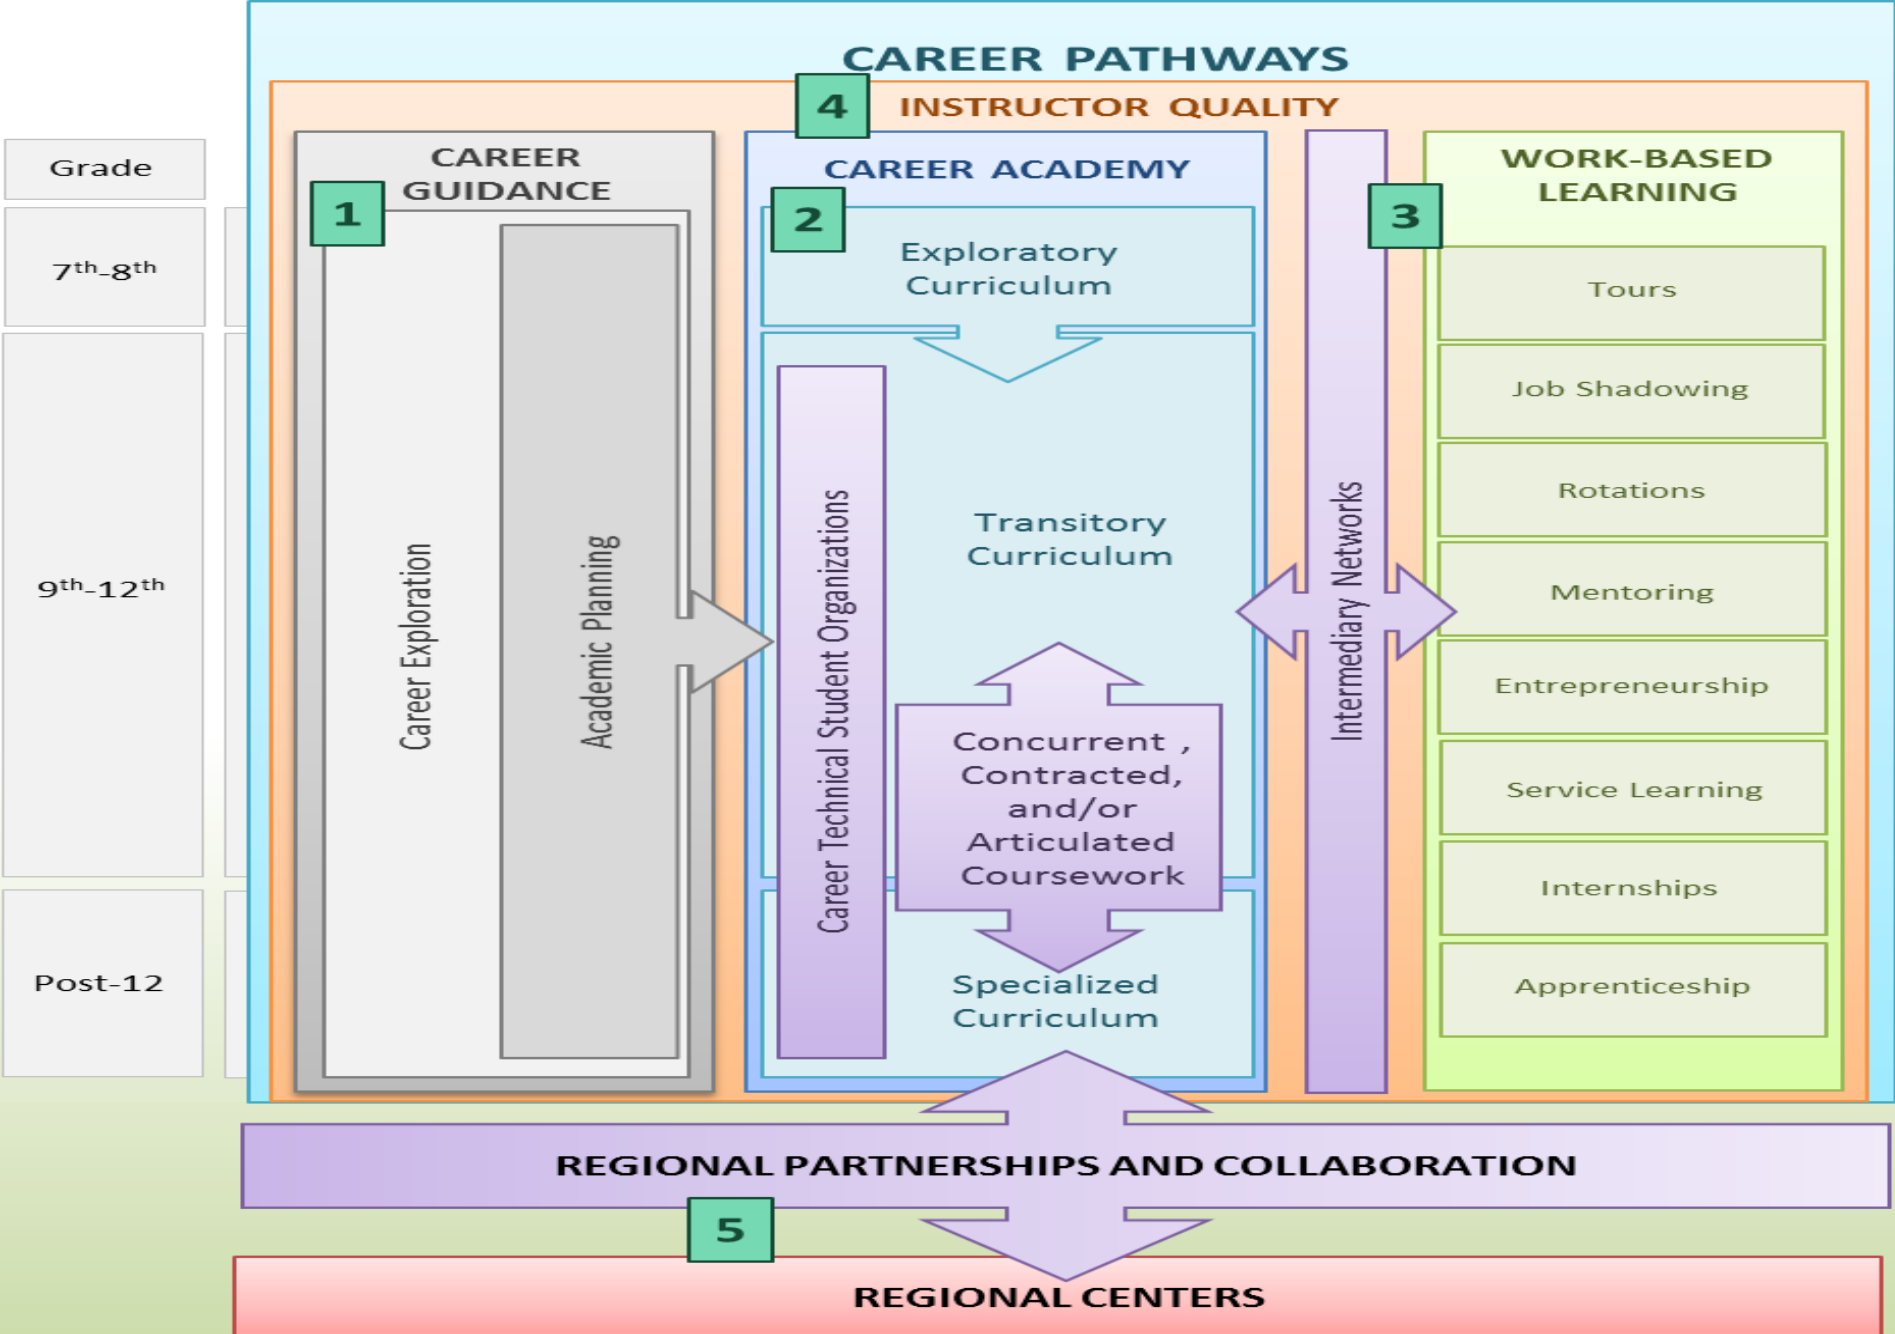 CAREER PATHWAYS
4
INSTRUCTOR QUALITY
Grade
7th-8th
9th-12th
Post-12
CAREER
GUIDANCE
1
Career Exploration
Academic Planning
CAREER ACADEMY
2
Exploratory
Curriculum
Transitory
Curriculum
Career Technical Student Organizations
Concurrent ,
Contracted,
and/or
Articulated
Coursework
Specialized
Curriculum
Intermediary Networks
3
WORK-BASED
LEARNING
Tours
Job Shadowing
Rotations
Mentoring
Entrepreneurship
Service Learning
Internships
Apprenticeship
REGIONAL PARTNERSHIPS AND COLLABORATION
5
REGIONAL CENTERS